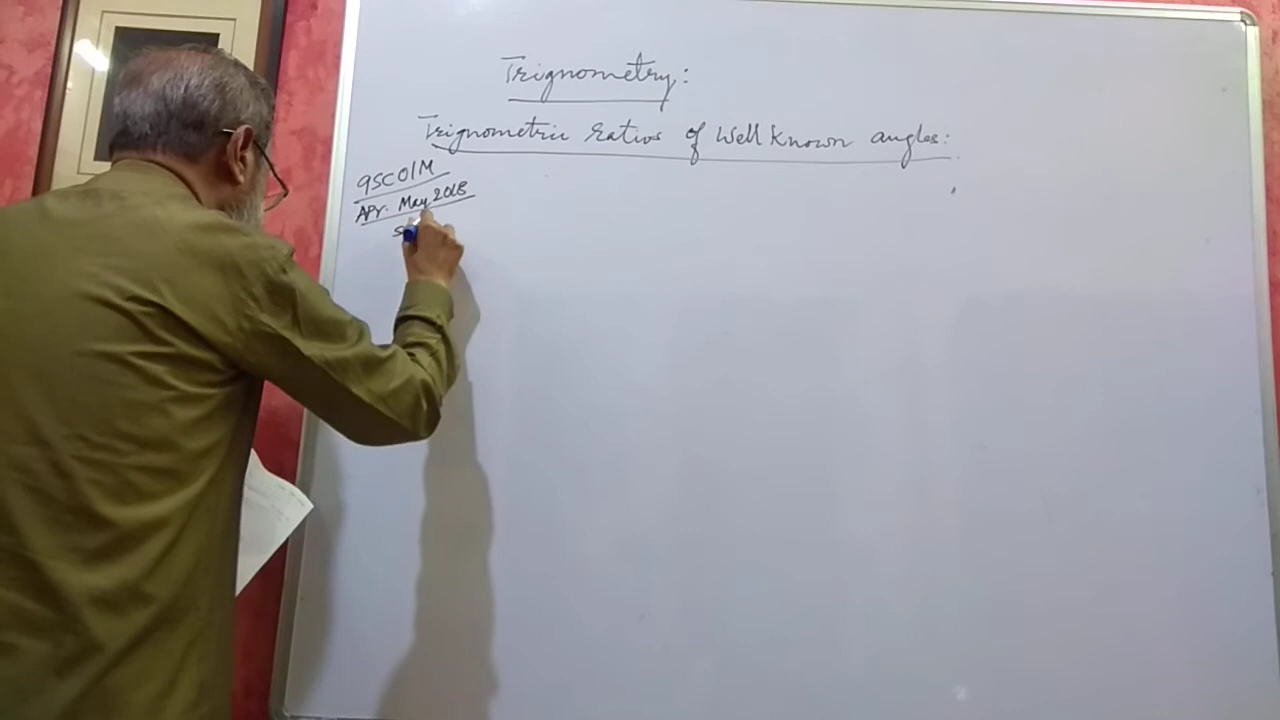 Trignometry:
Trignometric Ratios of Well Known angles:
9SC01M
Apr. May 2018